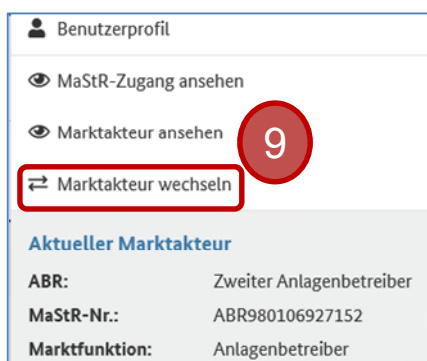 Benutzerprofil
MaStR-Zugang ansehen
Marktakteur ansehen
9
Marktakteur wechseln
Aktueller Marktakteur
ABR: Zweiter Anlagenbetreiber
MaStR-Nr.: ABR980106927152
Marktfunktion: Anlagenbetreiber